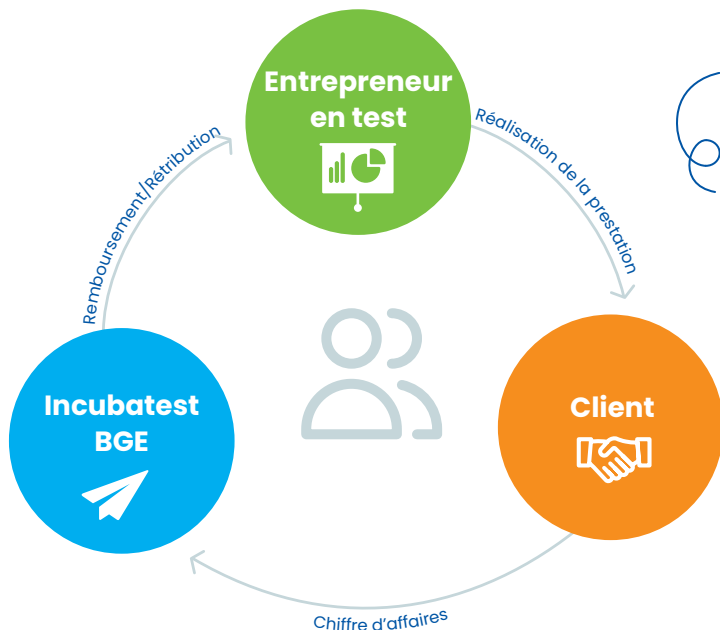 Entrepreneur
en test
Réalisation de la prestation
Remboursement/Rétribution
Incubatest
BGE
Client
Chiffre d'affaires